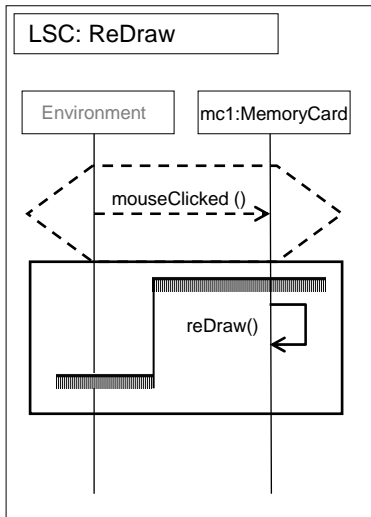 LSC: ReDraw
Environment
mc1:MemoryCard
mouseClicked ()
reDraw()